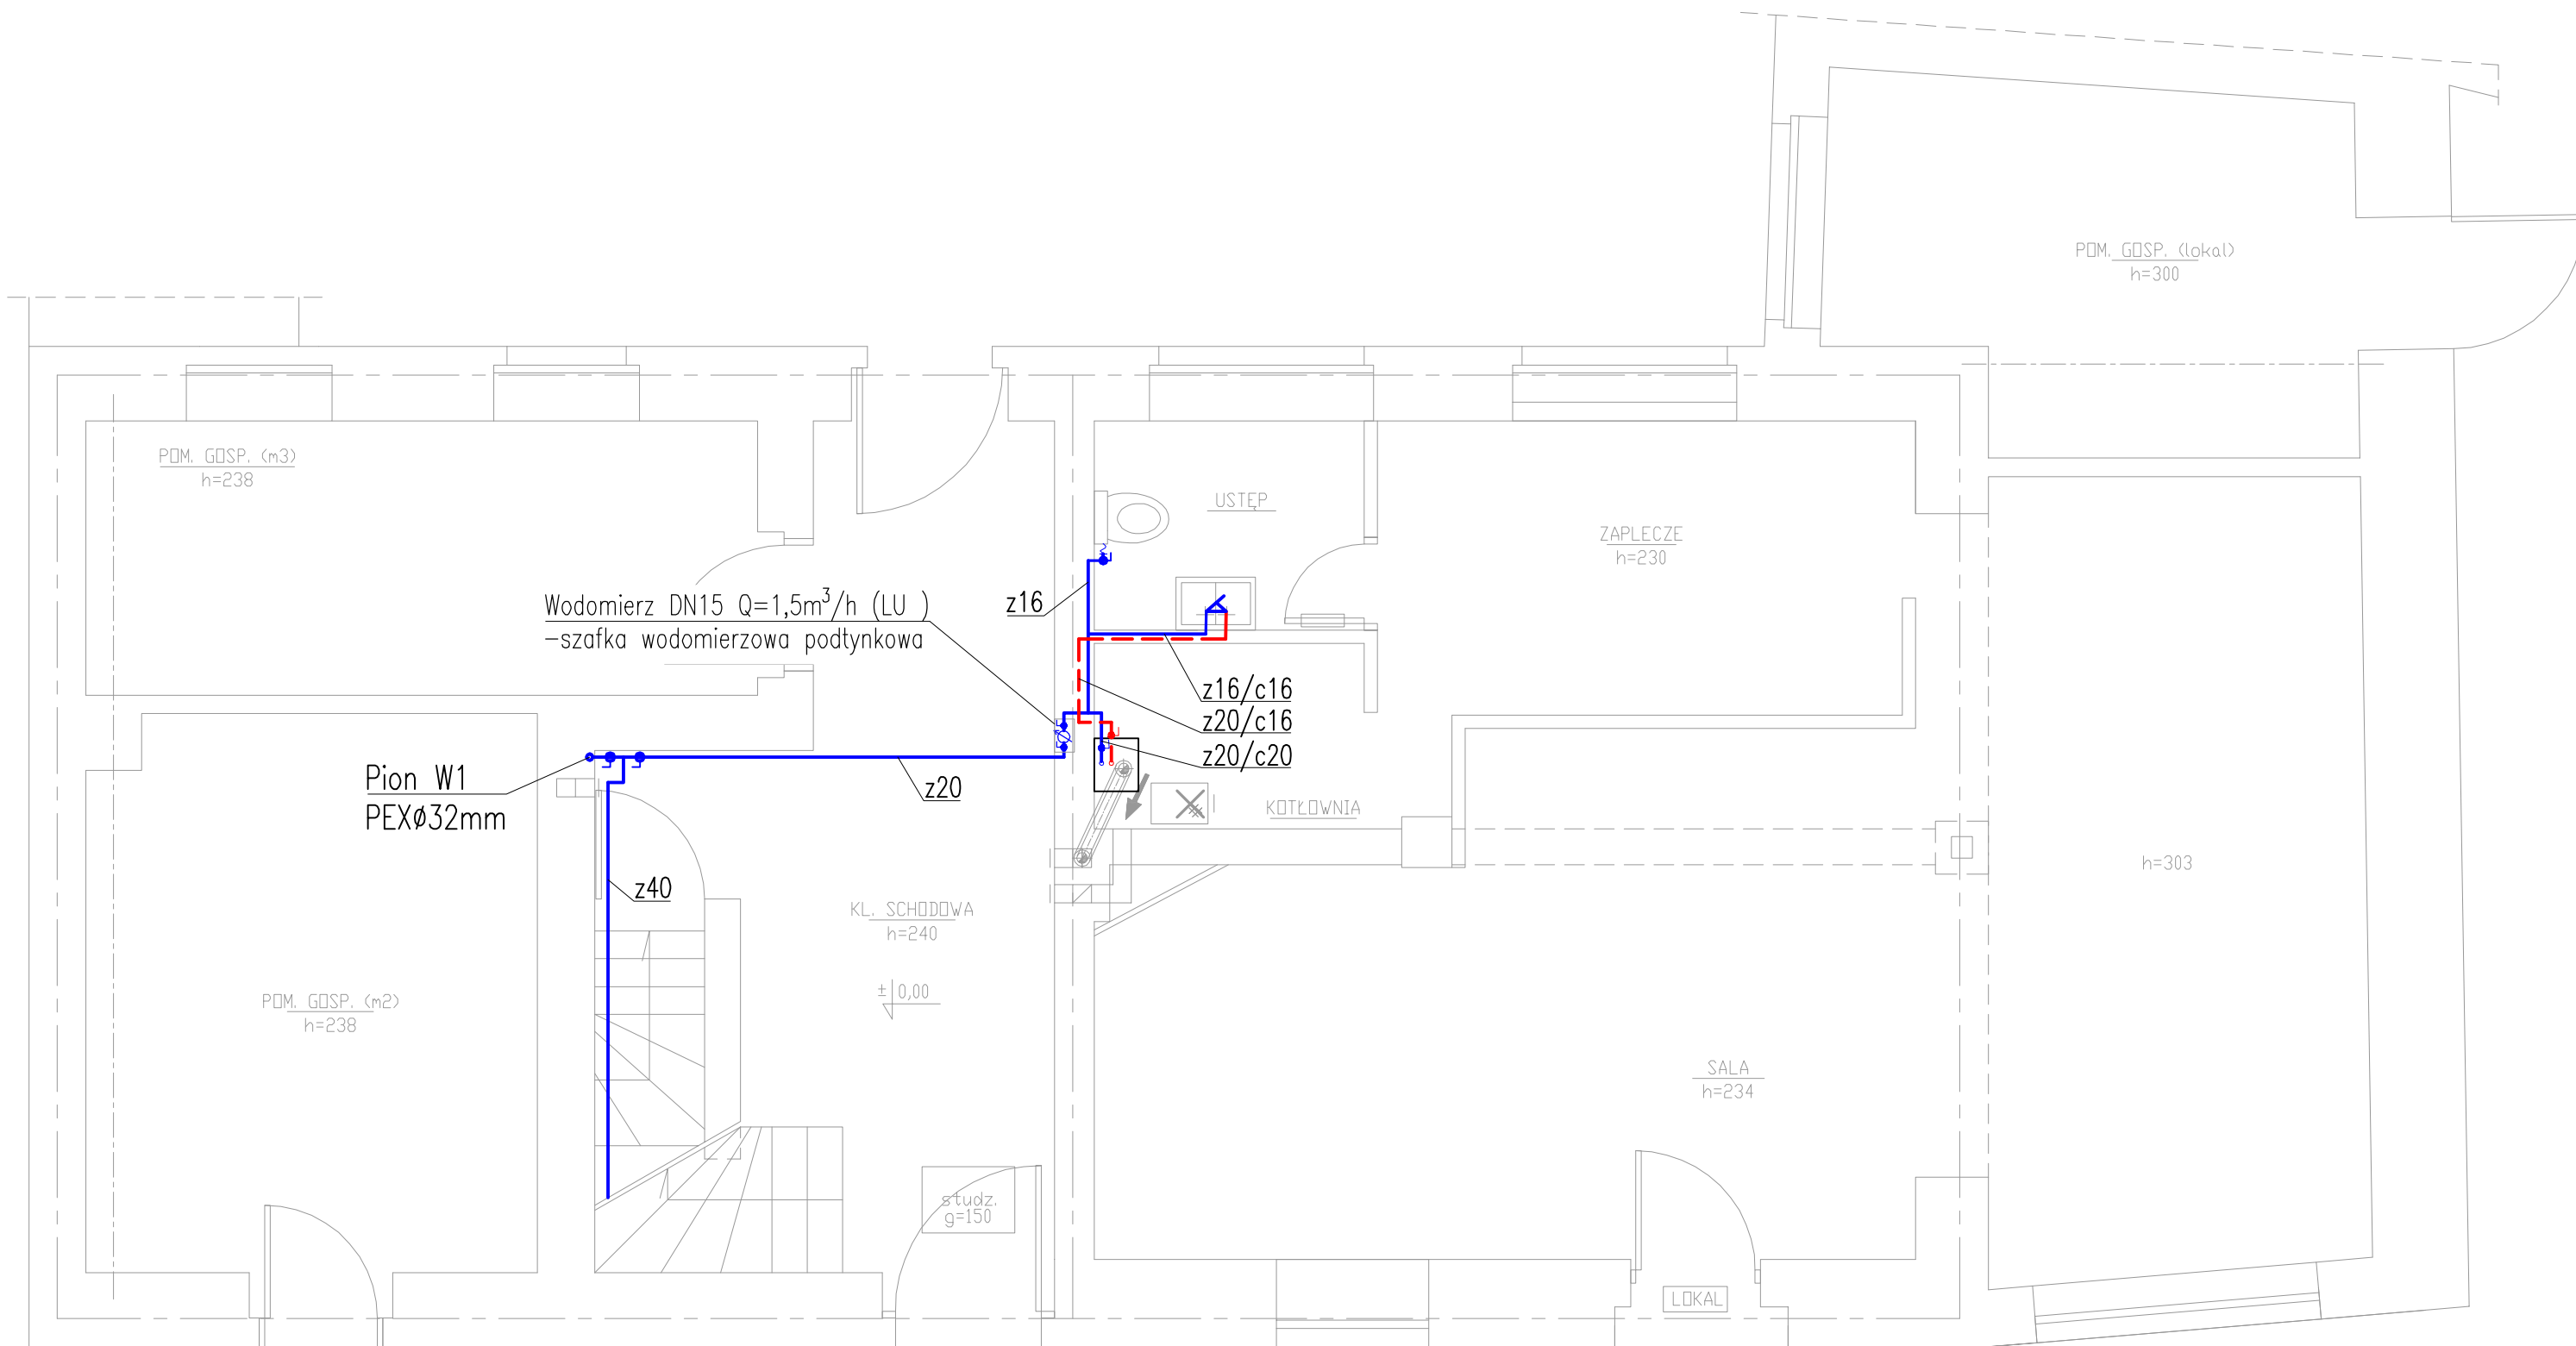 POM. GOSP. (lokal)
h=300
POM. GOSP. (m3)
h=238
USTĘP
ZAPLECZE
h=230
Wodomierz DN15 Q=1,5m³/h (LU )
-szafka wodomierzowa podtynkowa
z16
z16/c16
z20/c16
z20/c20
Pion W1
PEXø32mm
z20
KOTŁOWNIA
z40
h=303
KL. SCHODOWA
h=240
± 0,00
POM. GOSP. (m2)
h=238
SALA
h=234
studz.
g=150
LOKAL